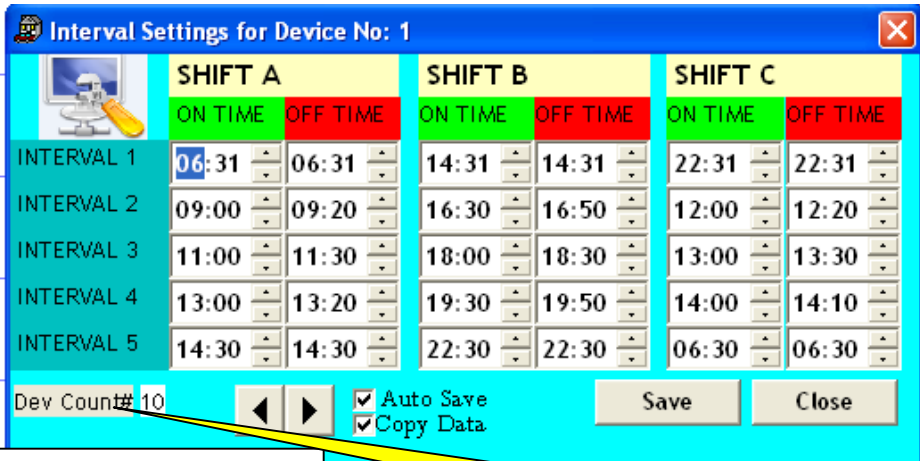 Interval Settings for Device No: 1
SHIFT A SHIFT B SHIFT C
ON TIME OFF TIME ON TIME OFF TIME ON TIME OFF TIME
INTERVAL 1 06:31 06:31 14:31 14:31 22:31 22:31
INTERVAL 2 09:00 09:20 16:30 16:50 12:00 12:20
INTERVAL 3 11:00 11:30 18:00 18:30 13:00 13:30
INTERVAL 4 13:00 13:20 19:30 19:50 14:00 14:10
INTERVAL 5 14:30 14:30 22:30 22:30 06:30 06:30
Dev Count# 10 Auto Save Save Close
Copy Data